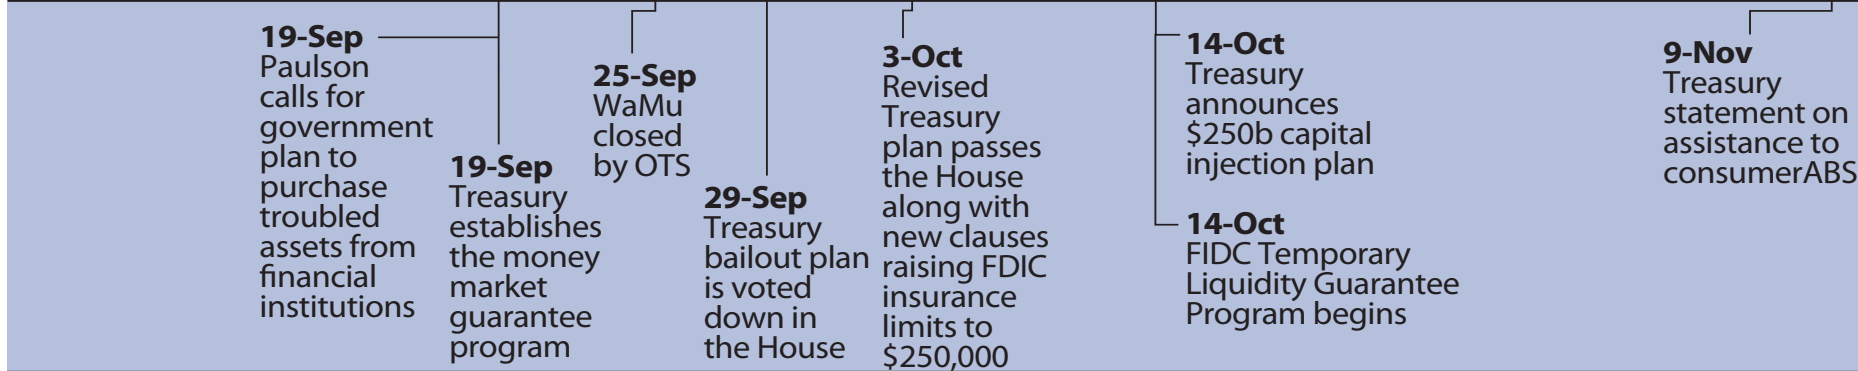 19-Sep
Paulson
calls for
government
plan to
purchase
troubled
assets from
financial
institutions
19-Sep
Treasury
establishes
the money
market
guarantee
program
25-Sep
WaMu
closed
by OTS
29-Sep
Treasury
bailout plan
is voted
down in
the House
3-Oct
Revised
Treasury
plan passes
the House
along with
new clauses
raising FDIC
insurance
limits to
$250,000
14-Oct
Treasury
announces
$250b capital
injection plan
14-Oct
FIDC Temporary
Liquidity Guarantee
Program begins
9-Nov
Treasury
statement on
assistance to
consumerABS